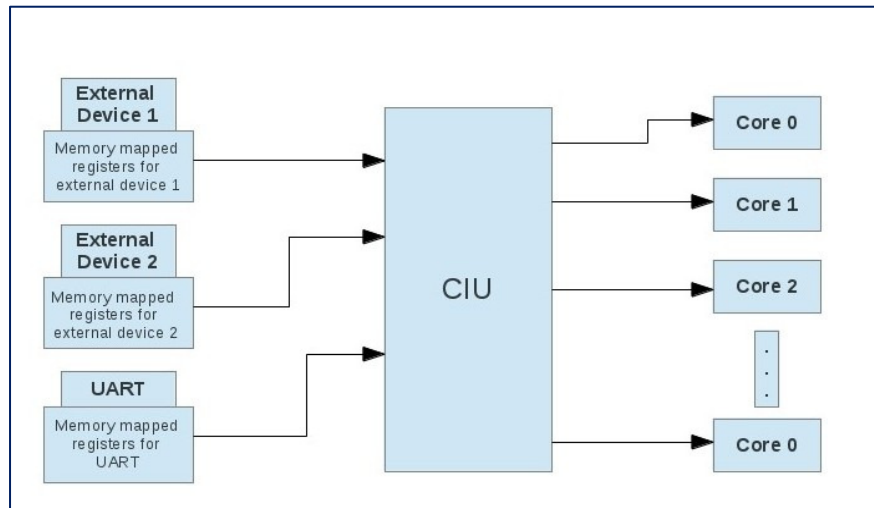 External
Device 1
Memory mapped
registers for
external device 1
External
Device 2
Memory mapped
registers for
external device 2
UART
Memory mapped
registers for
UART
CIU
Core 0
Core 1
Core 2
.
.
.
Core 0